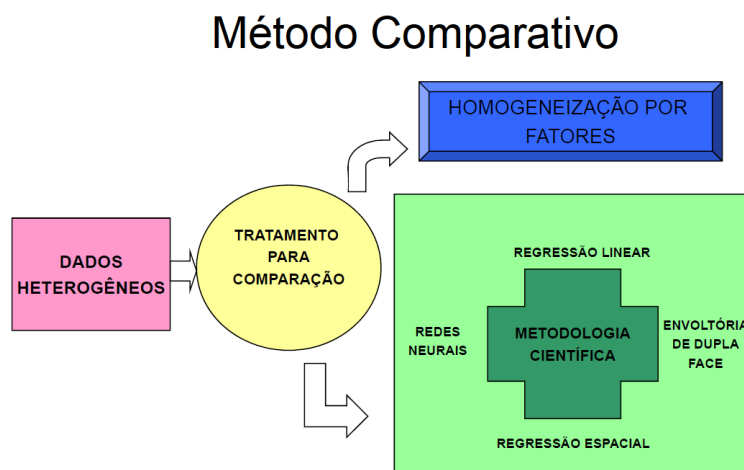 Método Comparativo
HOMOGENEIZAÇÃO POR
FATORES
DADOS
HETEROGÊNEOS
TRATAMENTO
PARA
COMPARAÇÃO
REGRESSÃO LINEAR
REDES
NEURAIS
METODOLOGIA
CIENTÍFICA
ENVOLTÓRIA
DE DUPLA
FACE
REGRESSÃO ESPACIAL